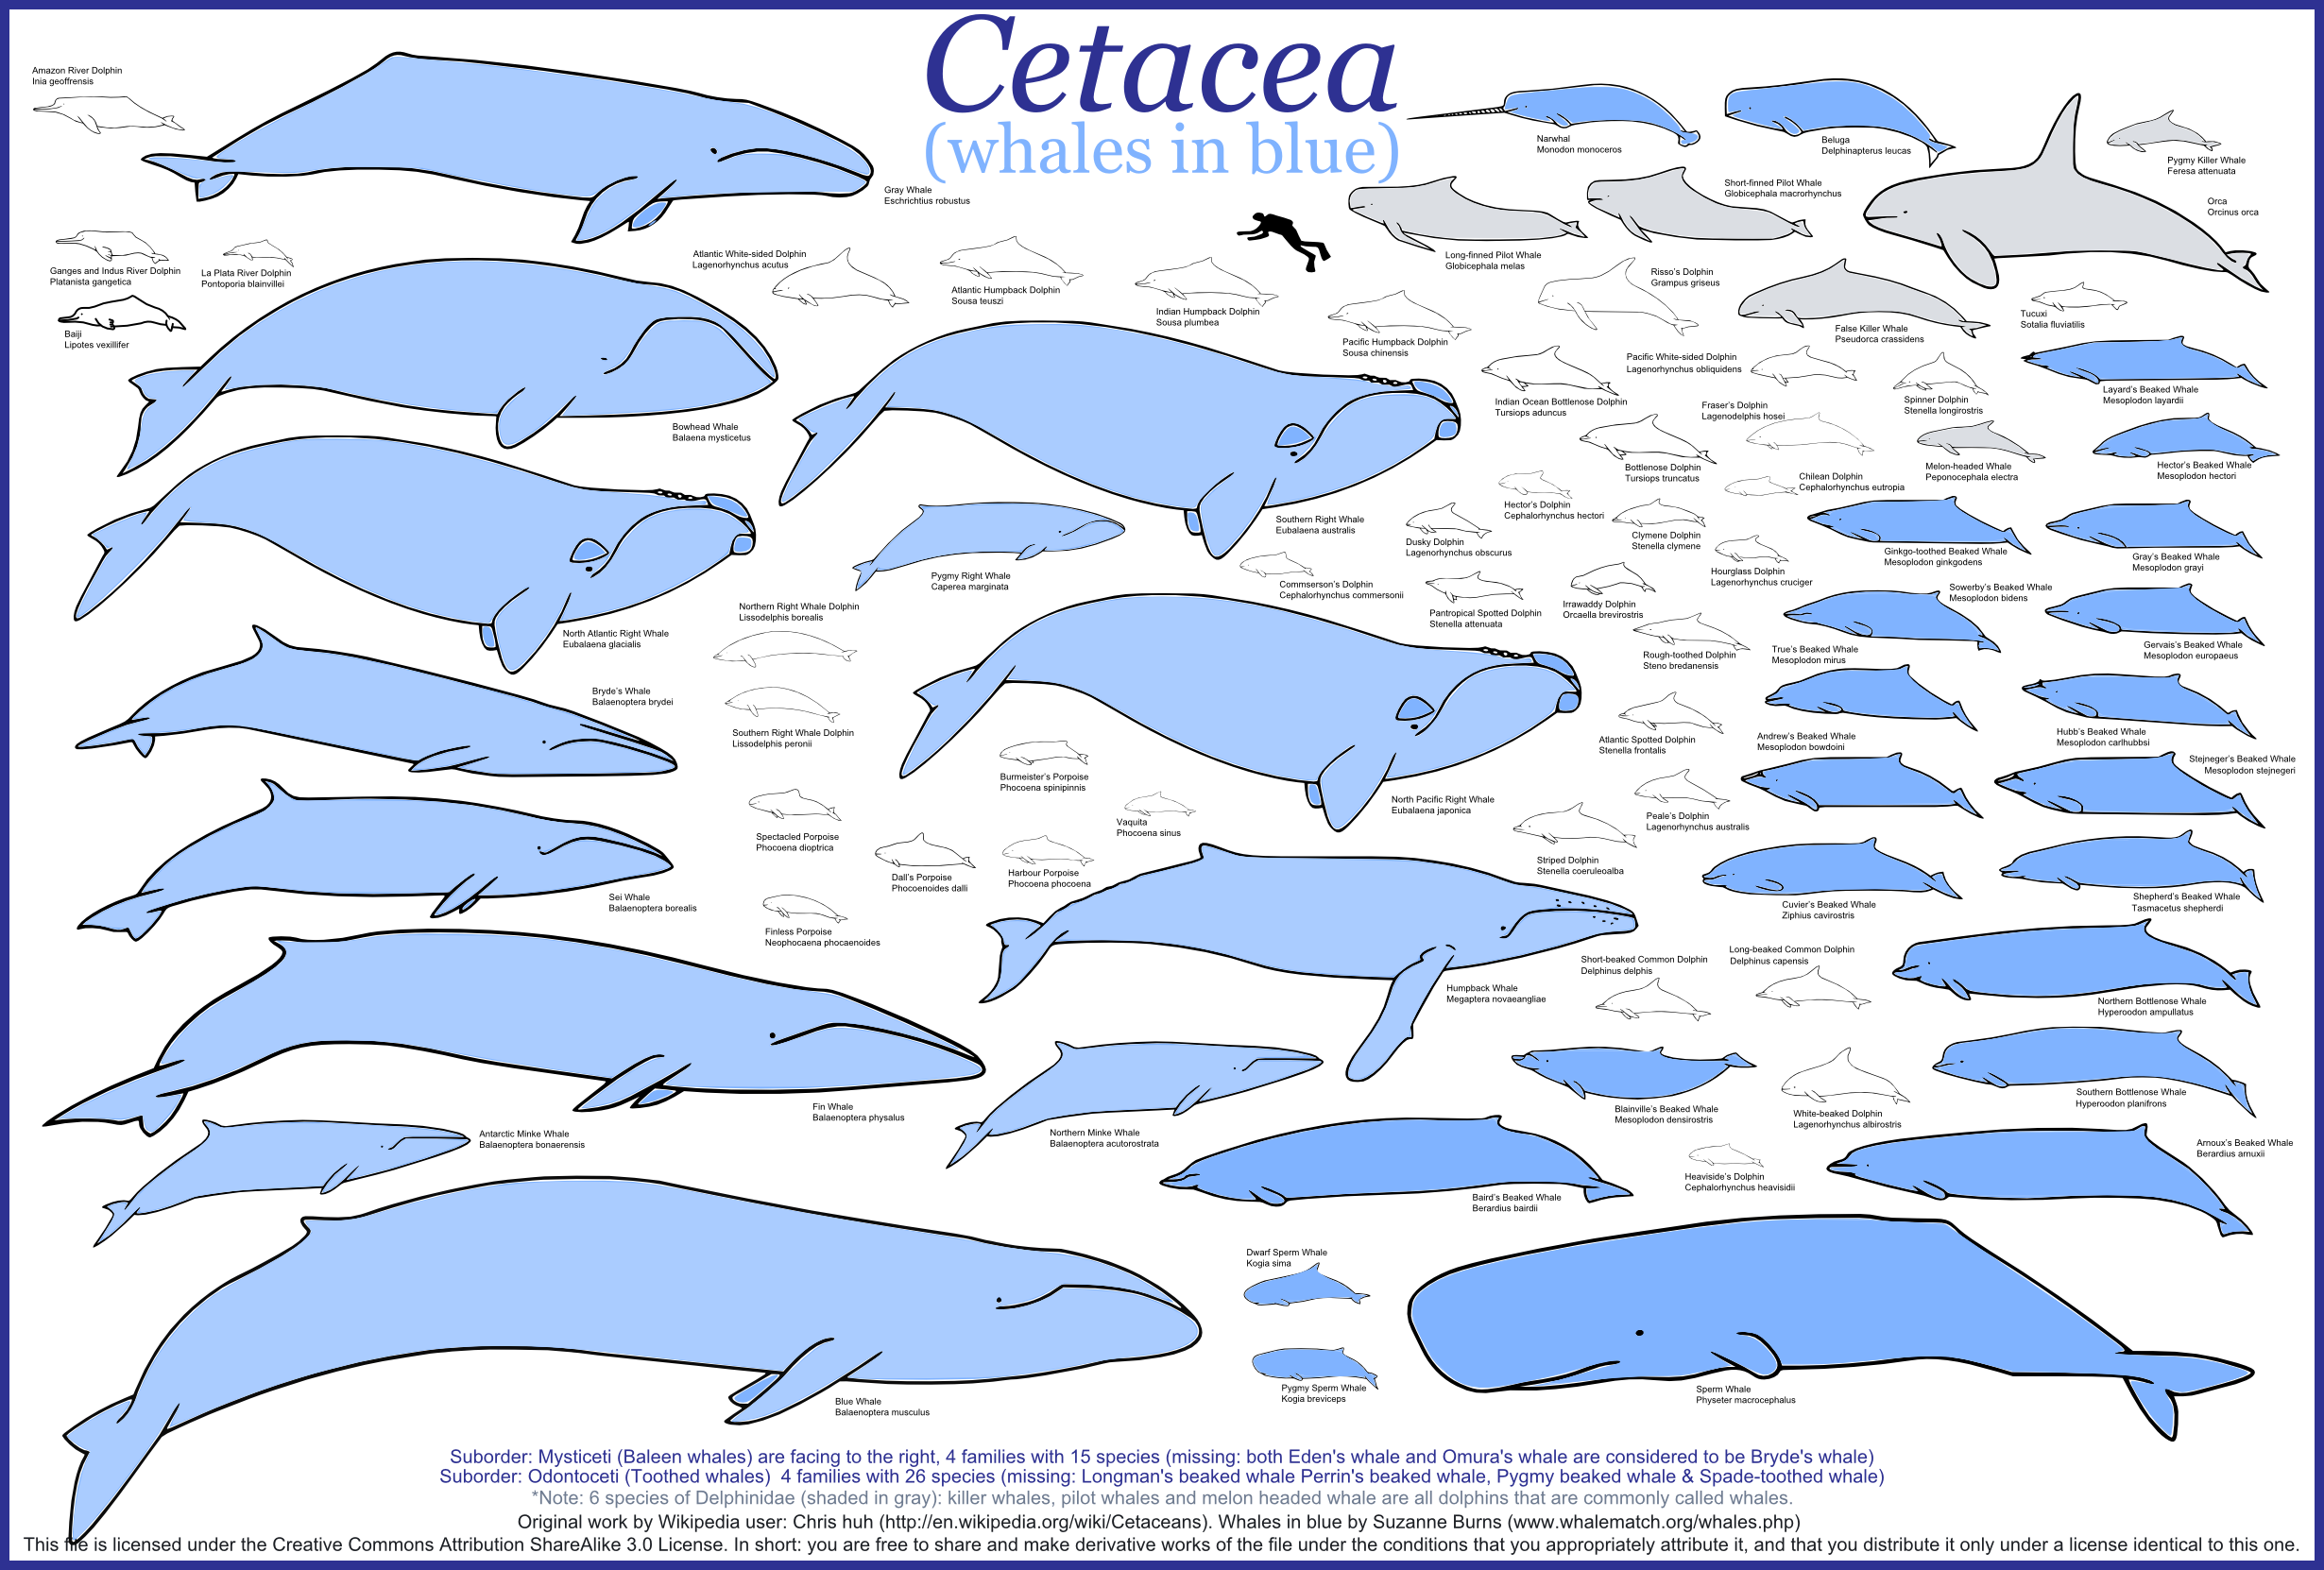 Cetacea
(whales in blue)
Amazon River Dolphin
Inia geoffrensis
Gray Whale
Eschrichtius robustus
Narwhal
Monodon monoceros
Beluga
Delphinapterus leucas
Pygmy Killer Whale
Feresa attenuata
Short-finned Pilot Whale
Globicephala macrorhynchus
Orca
Orcinus orca
Long-finned Pilot Whale
Globicephala melas
Ganges and Indus River Dolphin
Platanista gangetica
La Plata River Dolphin
Pontoporia blainvillei
Baiji
Lipotes vexillifer
Atlantic White-sided Dolphin
Lagenorhynchus acutus
Atlantic Humpback Dolphin
Sousa teuszi
Indian Humpback Dolphin
Sousa plumbea
Pacific Humpback Dolphin
Sousa chinensis
Risso's Dolphin
Grampus griseus
False Killer Whale
Pseudorca crassidens
Tucuxi
Sotalia fluviatilis
Bowhead Whale
Balaena mysticetus
Indian Ocean Bottlenose Dolphin
Tursiops aduncus
Pacific White-sided Dolphin
Lagenorhynchus obliquidens
Spinner Dolphin
Stenella longirostris
Layard's Beaked Whale
Mesoplodon layardii
Fraser's Dolphin
Lagenodelphis hosei
Bottlenose Dolphin
Tursiops truncatus
Melon-headed Whale
Peponocephala electra
Hector's Beaked Whale
Mesoplodon hectori
Chilean Dolphin
Cephalorhynchus eutropia
Hector's Dolphin
Cephalorhynchus hectori
Southern Right Whale
Eubalaena australis
Dusky Dolphin
Lagenorhynchus obscurus
Clymene Dolphin
Stenella clymene
Ginkgo-toothed Beaked Whale
Mesoplodon ginkgodens
Gray's Beaked Whale
Mesoplodon grayi
Pygmy Right Whale
Caperea marginata
Commserson's Dolphin
Cephalorhynchus commersonii
Hourglass Dolphin
Lagenorhynchus cruciger
Pantropical Spotted Dolphin
Stenella attenuata
Irrawaddy Dolphin
Orcaella brevirostris
Sowerby's Beaked Whale
Mesoplodon bidens
North Atlantic Right Whale
Eubalaena glacialis
Northern Right Whale Dolphin
Lissodelphis borealis
Rough-toothed Dolphin
Steno bredanensis
True's Beaked Whale
Mesoplodon mirus
Gervais's Beaked Whale
Mesoplodon europaeus
Bryde's Whale
Balaenoptera brydei
Southern Right Whale Dolphin
Lissodelphis peronii
Atlantic Spotted Dolphin
Stenella frontalis
Andrew's Beaked Whale
Mesoplodon bowdoini
Hubb's Beaked Whale
Mesoplodon carlhubbsi
Burmeister's Porpoise
Phocoena spinipinnis
North Pacific Right Whale
Eubalaena japonica
Peale's Dolphin
Lagenorhynchus australis
Stejneger's Beaked Whale
Mesoplodon stejnegeri
Spectacled Porpoise
Phocoena dioptrica
Vaquita
Phocoena sinus
Dall's Porpoise
Phocoenoides dalli
Harbour Porpoise
Phocoena phocoena
Striped Dolphin
Stenella coeruleoalba
Cuvier's Beaked Whale
Ziphius cavirostris
Shepherd's Beaked Whale
Tasmacetus shepherdi
Sei Whale
Balaenoptera borealis
Finless Porpoise
Neophocaena phocaenoides
Humpback Whale
Megaptera novaeangliae
Short-beaked Common Dolphin
Delphinus delphis
Long-beaked Common Dolphin
Delphinus capensis
Northern Bottlenose Whale
Hyperoodon ampullatus
Fin Whale
Balaenoptera physalus
Blainville's Beaked Whale
Mesoplodon densirostris
White-beaked Dolphin
Lagenorhynchus albirostris
Southern Bottlenose Whale
Hyperoodon planifrons
Antarctic Minke Whale
Balaenoptera bonaerensis
Northern Minke Whale
Balaenoptera acutorostrata
Baird's Beaked Whale
Berardius bairdii
Heaviside's Dolphin
Cephalorhynchus heavisidii
Arnoux's Beaked Whale
Berardius arnuxii
Dwarf Sperm Whale
Kogia sima
Pygmy Sperm Whale
Kogia breviceps
Blue Whale
Balaenoptera musculus
Sperm Whale
Physeter macrocephalus
Suborder: Mysticeti (Baleen whales) are facing to the right, 4 families with 15 species (missing: both Eden's whale and Omura's whale are considered to be Bryde's whale)
Suborder: Odontoceti (Toothed whales) 4 families with 26 species (missing: Longman's beaked whale Perrin's beaked whale, Pygmy beaked whale & Spade-toothed whale)
*Note: 6 species of Delphinidae (shaded in gray): killer whales, pilot whales and melon headed whale are all dolphins that are commonly called whales.
Original work by Wikipedia user: Chris huh (http://en.wikipedia.org/wiki/Cetaceans). Whales in blue by Suzanne Burns (www.whalematch.org/whales.php)
This file is licensed under the Creative Commons Attribution ShareAlike 3.0 License. In short: you are free to share and make derivative works of the file under the conditions that you appropriately attribute it, and that you distribute it only under a license identical to this one.